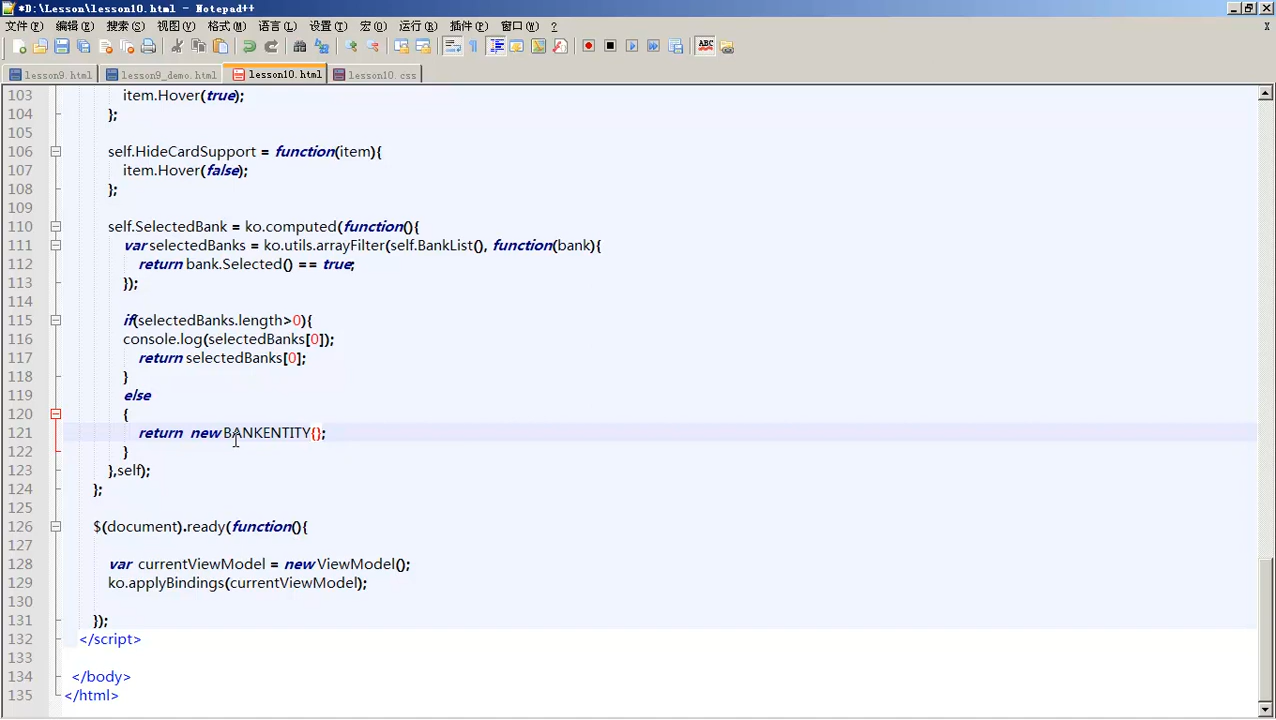 *D:\Lesson\lesson10.html - Notepad++
文件(F) 编辑(E) 搜索(S) 视图(V) 格式(M) 语言(L) 设置(T) 宏(O) 运行(R) 插件(P) 窗口(W) ? X
lesson9.html lesson9_demo.html lesson10.html lesson10.css
103 item.Hover(true);
104 };
105
106 self.HideCardSupport = function(item){
107 item.Hover(false);
108 };
109
110 self.SelectedBank = ko.computed(function(){
111 var selectedBanks = ko.utils.arrayFilter(self.BankList(), function(bank){
112 return bank.Selected() == true;
113 });
114
115 if(selectedBanks.length>0){
116 console.log(selectedBanks[0]);
117 return selectedBanks[0];
118 }
119 else
120 {
121 return new BANKENTITY{};
122 }
123 },self);
124 };
125
126 $(document).ready(function(){
127
128 var currentViewModel = new ViewModel();
129 ko.applyBindings(currentViewModel);
130
131 });
132 </script>
133
134 </body>
135 </html>